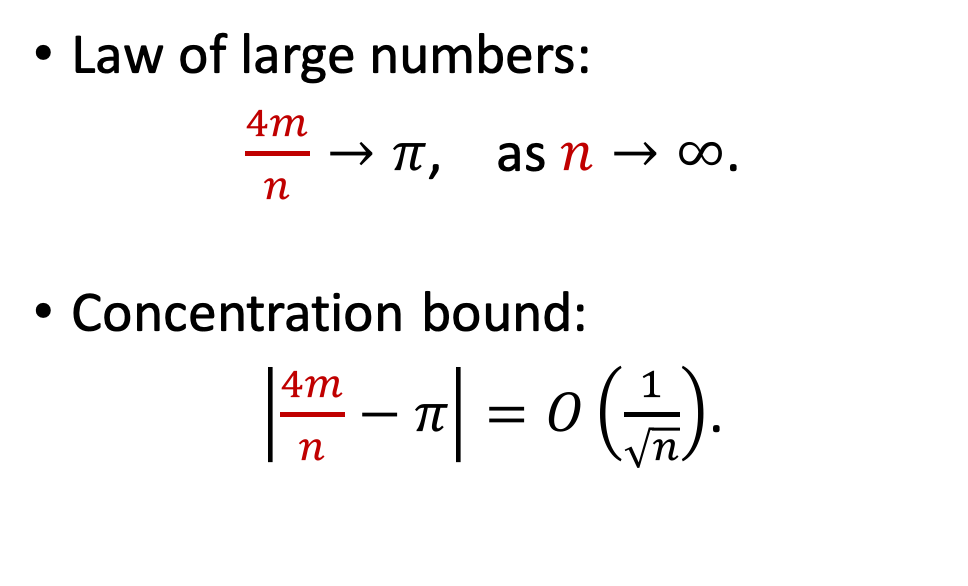 • Law of large numbers:
4m/n → π, as n → ∞.
• Concentration bound:
|4m/n − π| = O(1/√n).